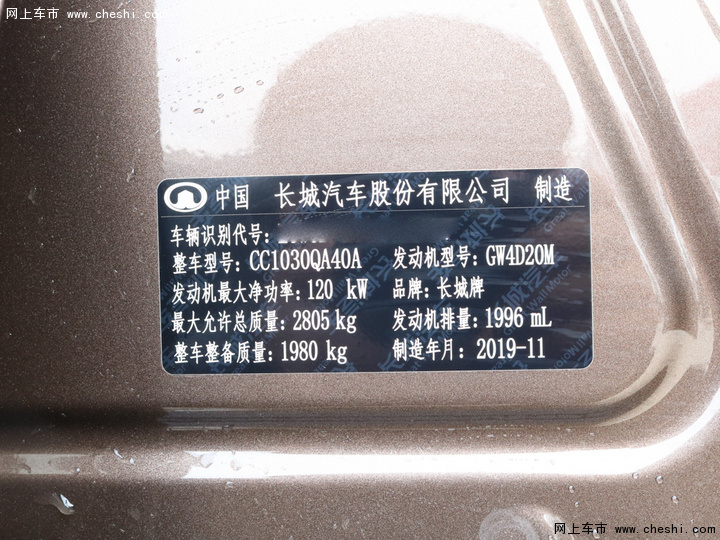 网上车市 www.cheshi.com
中国 长城汽车股份有限公司 制造
车辆识别代号:
整车型号: CC1030QA40A 发动机型号: GW4D20M
发动机最大净功率: 120 kW 品牌: 长城牌
最大允许总质量: 2805 kg 发动机排量: 1996 mL
整车整备质量: 1980 kg 制造年月: 2019-11
网上车市 www.cheshi.com